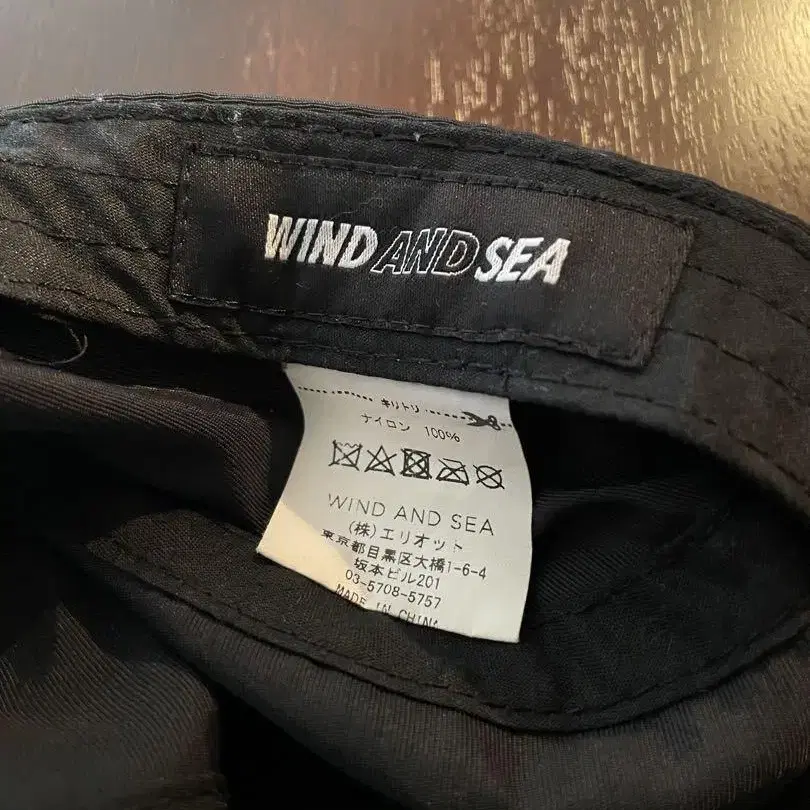 WIND AND SEA
キリトリ
ナイロン 100%
WIND AND SEA
(株)エリオット
東京都目黒区大橋1-6-4
坂本ビル201
03-5708-5757
MADE IN CHINA